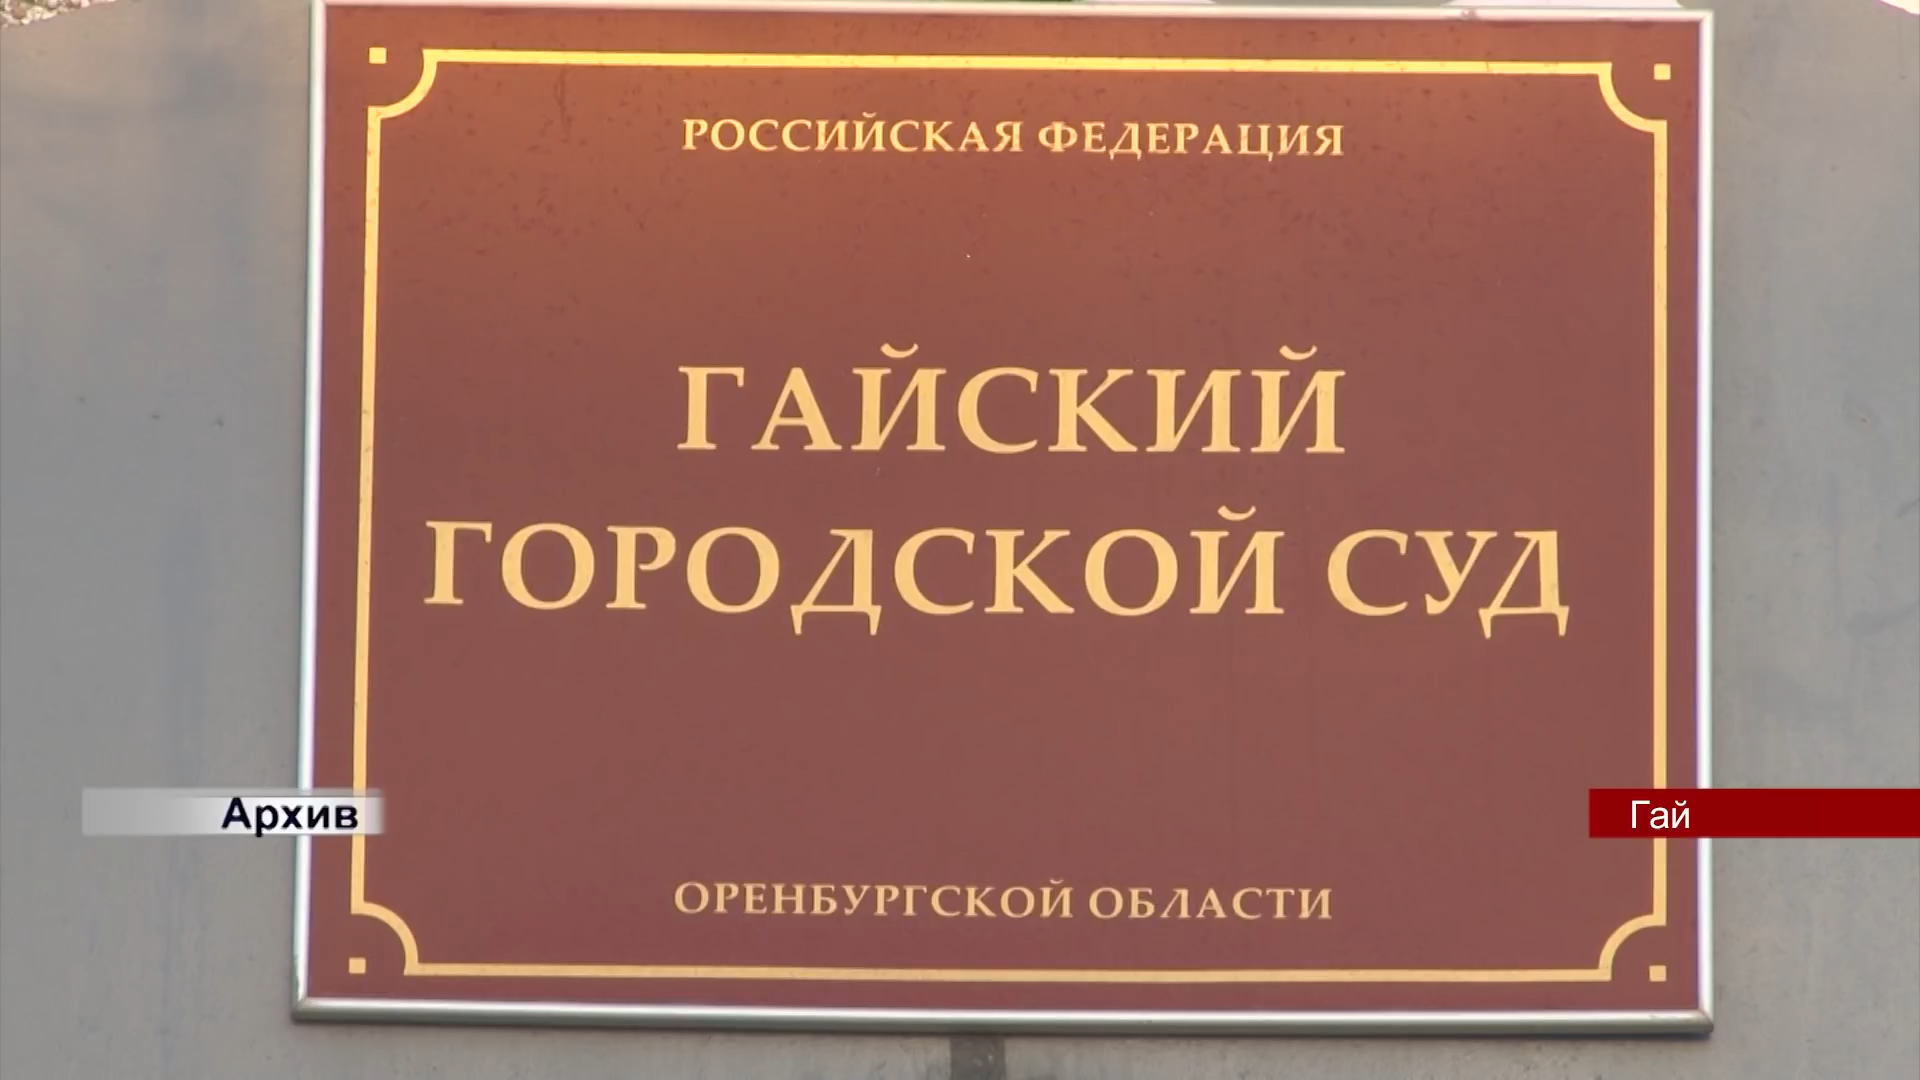 РОССИЙСКАЯ ФЕДЕРАЦИЯ
ГАЙСКИЙ
ГОРОДСКОЙ СУД
Архив
Гай
ОРЕНБУРГСКОЙ ОБЛАСТИ